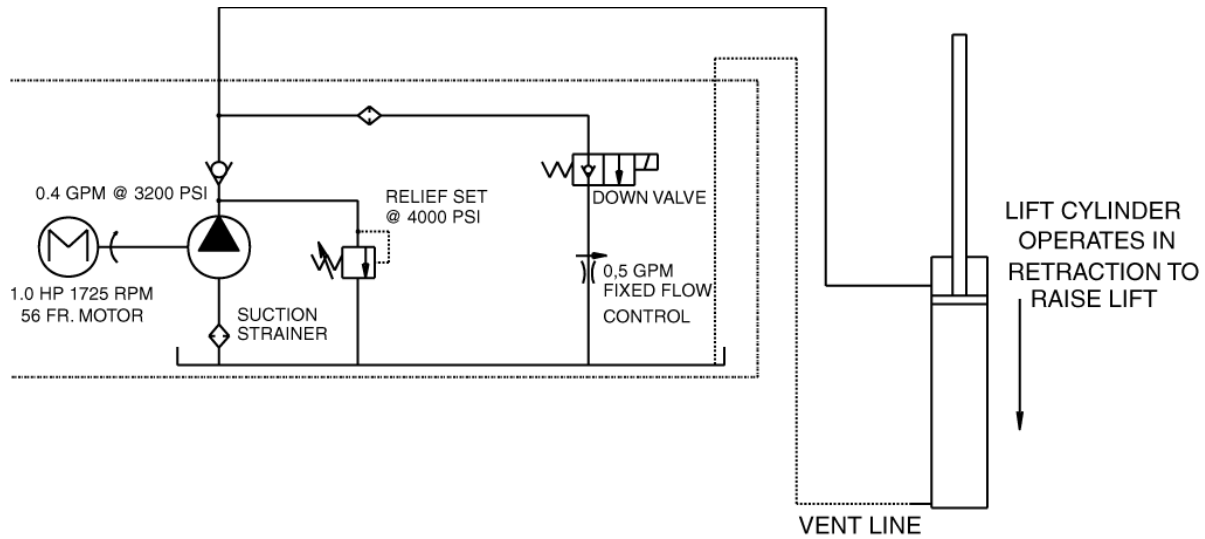 0.4 GPM @ 3200 PSI
RELIEF SET
@ 4000 PSI
DOWN VALVE
M
1.0 HP 1725 RPM
56 FR. MOTOR
SUCTION
STRAINER
0,5 GPM
FIXED FLOW
CONTROL
LIFT CYLINDER
OPERATES IN
RETRACTION TO
RAISE LIFT
VENT LINE